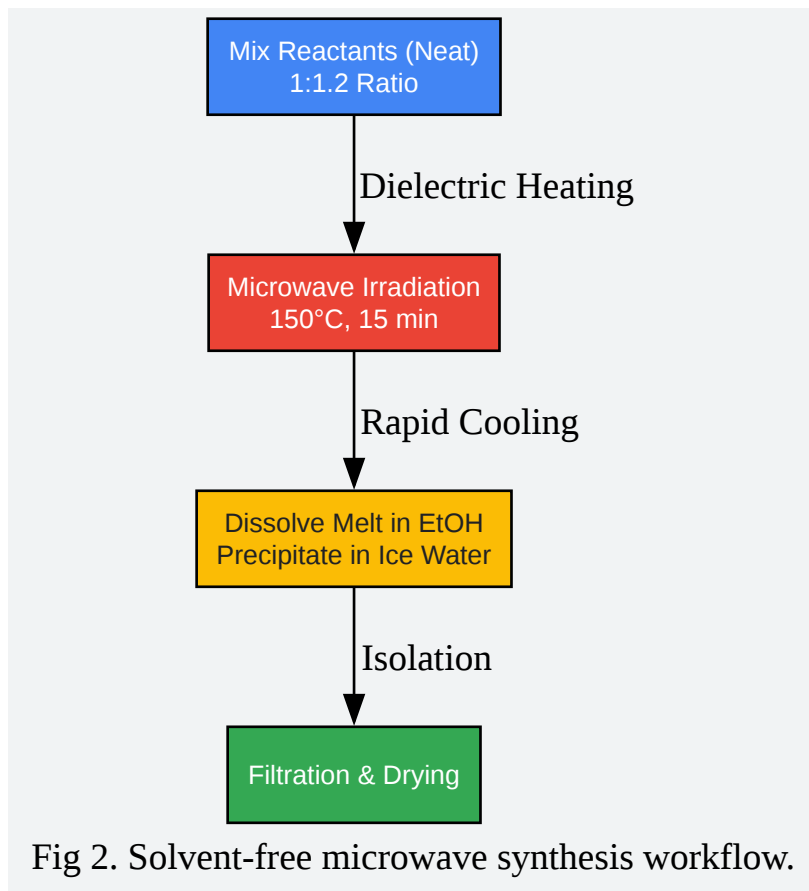 Mix Reactants (Neat)
1:1.2 Ratio
Dielectric Heating
Microwave Irradiation
150°C, 15 min
Rapid Cooling
Dissolve Melt in EtOH
Precipitate in Ice Water
Isolation
Filtration & Drying
Fig 2. Solvent-free microwave synthesis workflow.